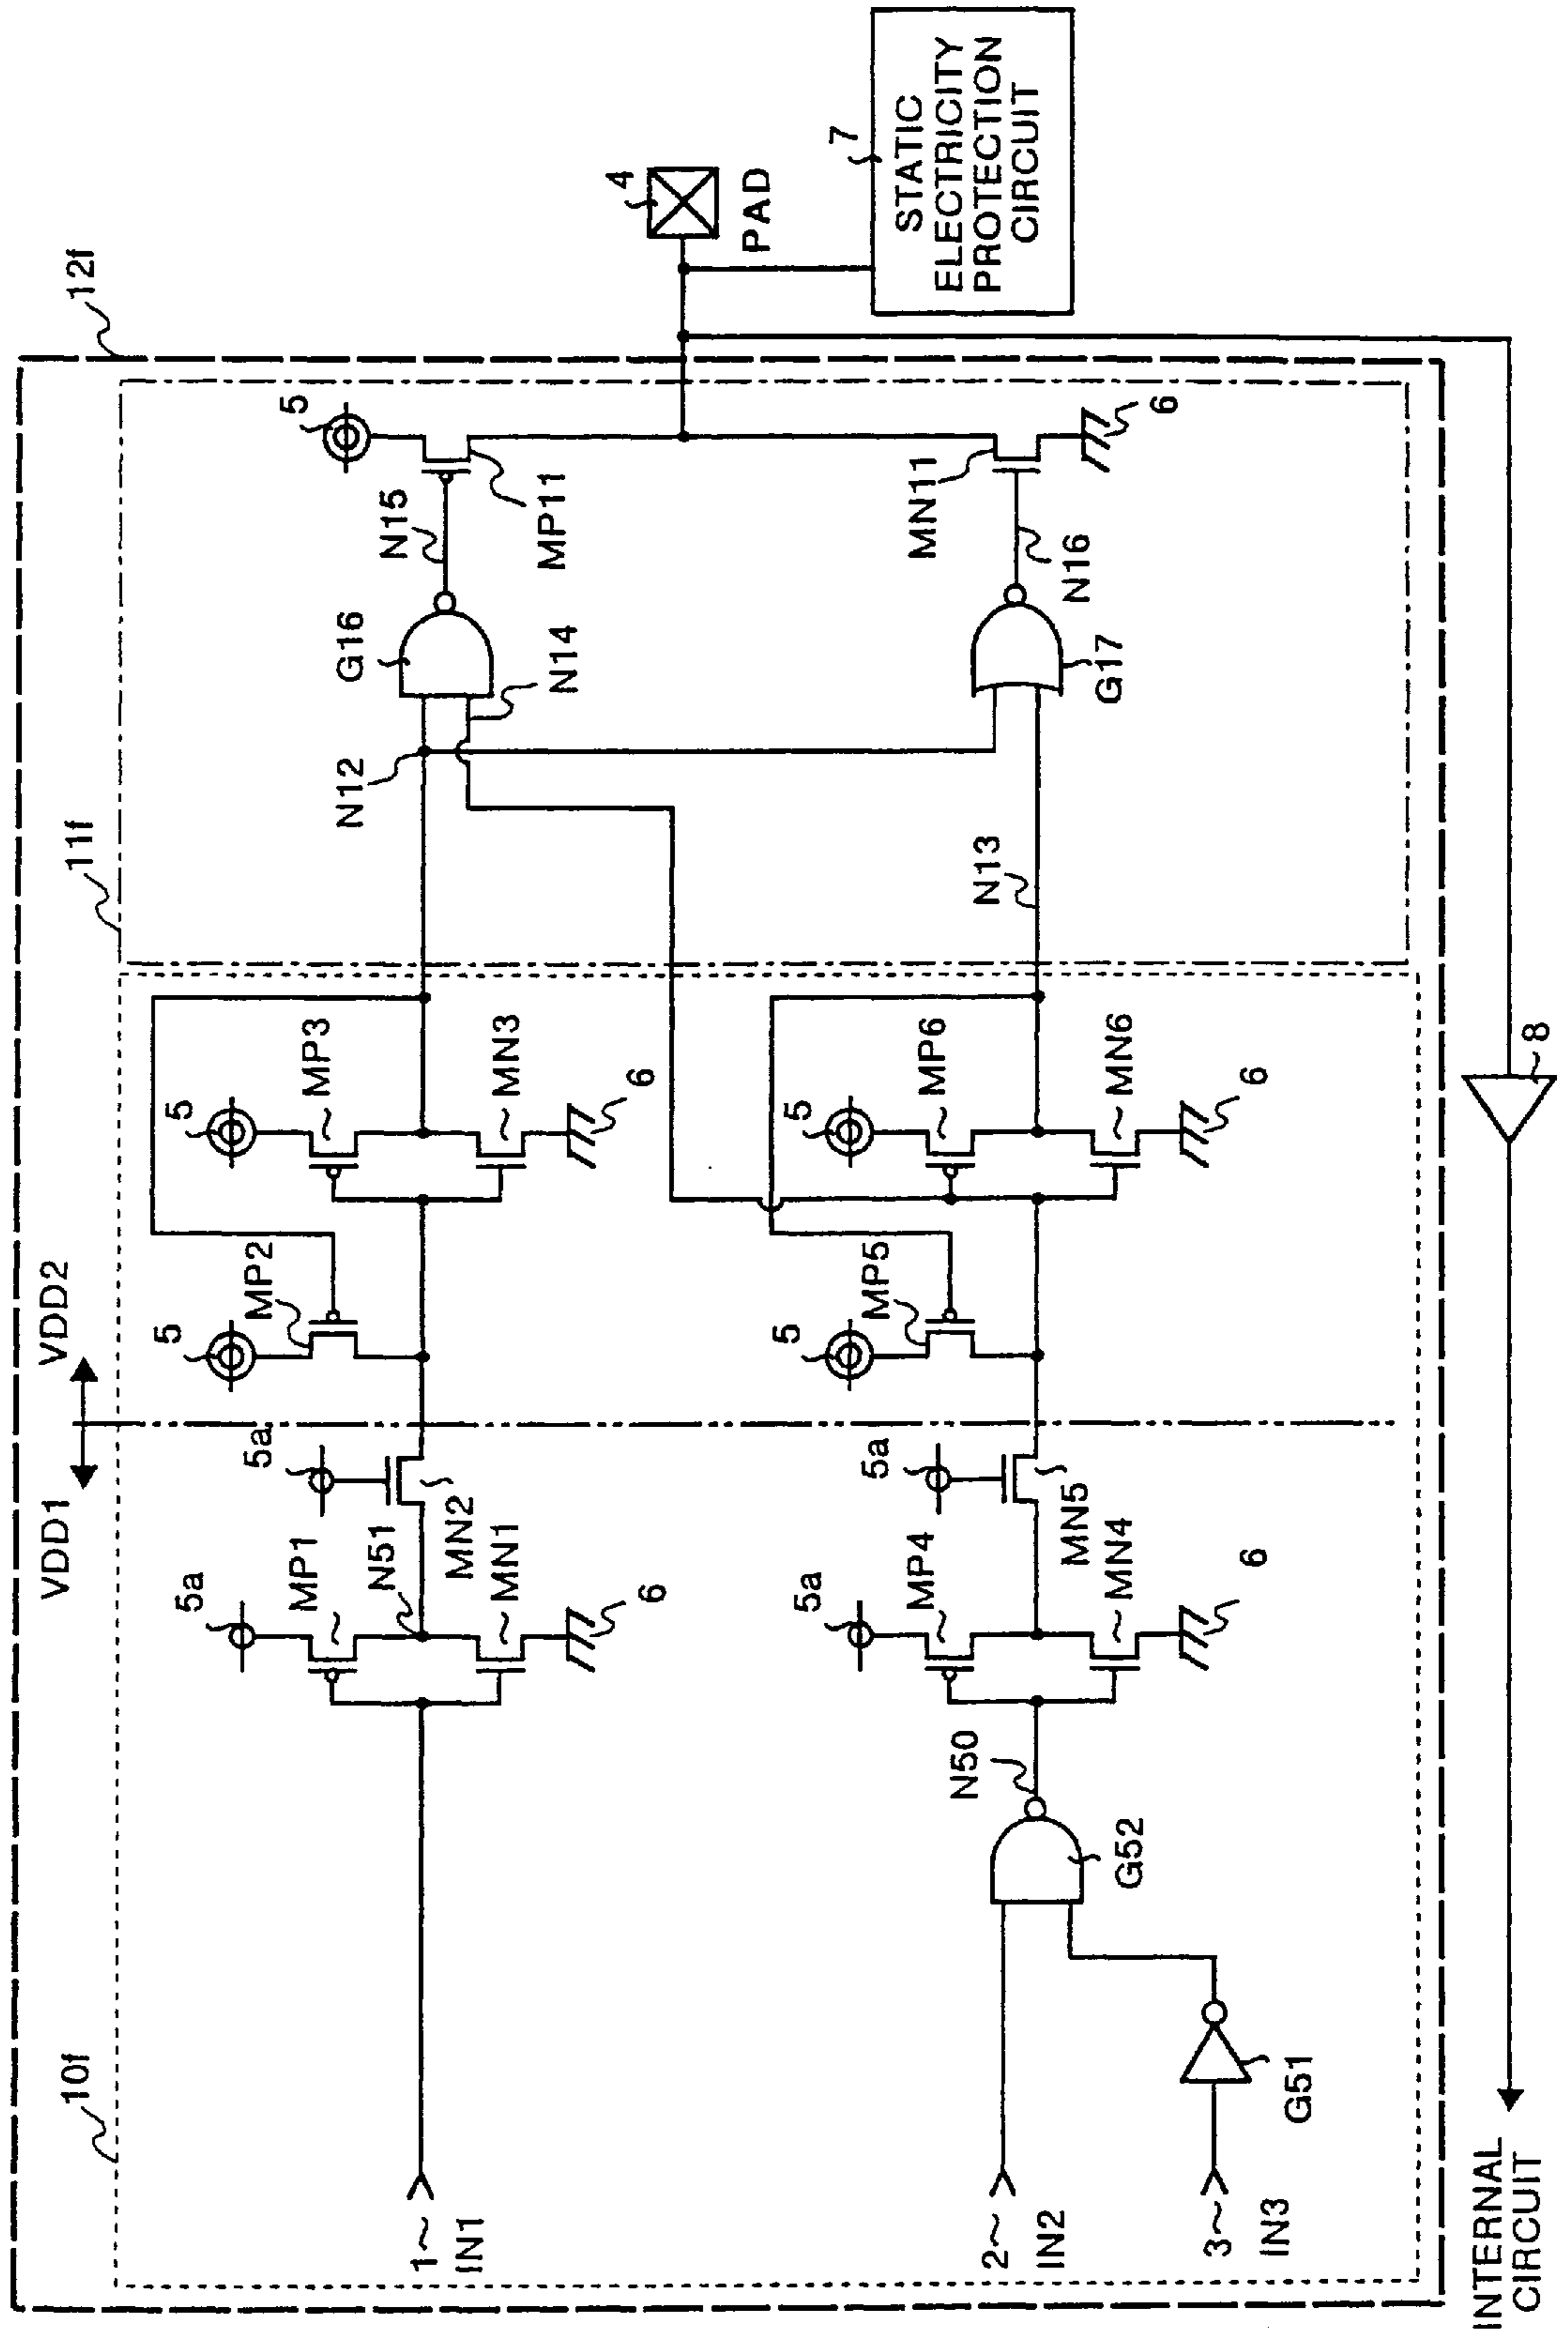 12f
11f
10f
VDD1
VDD2
5a
MP1
N51
MN1
6
5a
MN2
5
MP2
5
MP3
MN3
6
N12
G16
N14
N15
5
MP11
4
PAD
7
STATIC
ELECTRICITY
PROTECTION
CIRCUIT
1
IN1
2
IN2
3
IN3
G51
G52
N50
5a
MP4
MN4
6
5a
MN5
5
MP5
5
MP6
MN6
6
N13
G17
N16
MN11
6
8
INTERNAL
CIRCUIT